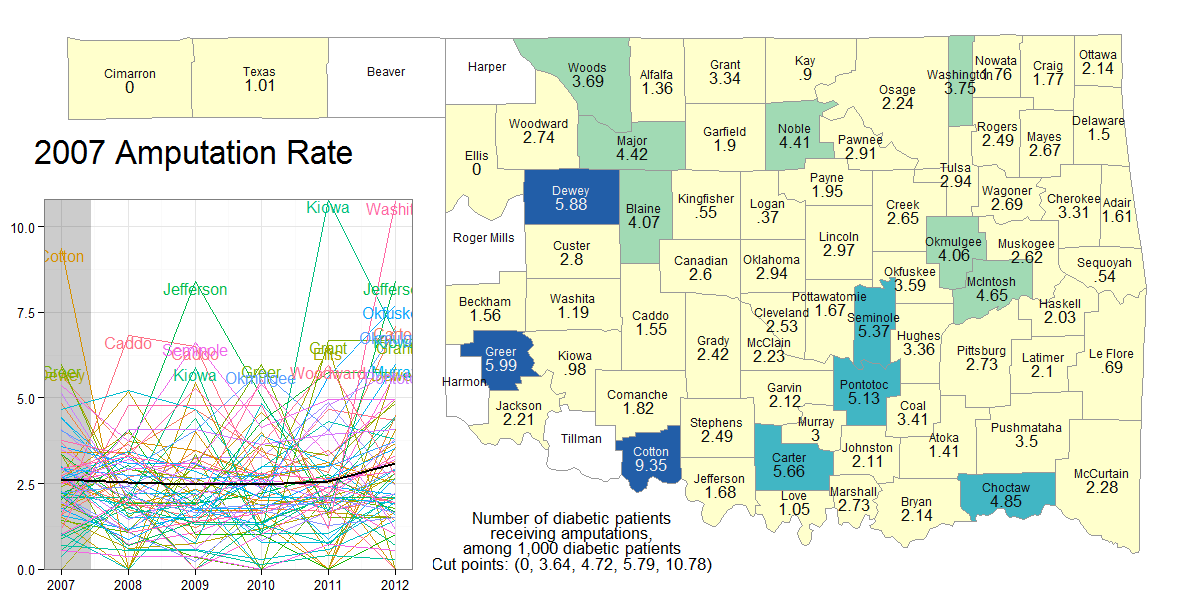 Cimarron
0
Texas
1.01
Beaver
Harper
Woods
3.69
Alfalfa
1.36
Grant
3.34
Kay
.9
Osage
2.24
Washington
3.75
Nowata
1.76
Craig
1.77
Ottawa
2.14
2007 Amputation Rate
Ellis
0
Woodward
2.74
Major
4.42
Garfield
1.9
Noble
4.41
Pawnee
2.91
Rogers
2.49
Mayes
2.67
Delaware
1.5
Tulsa
2.94
Dewey
5.88
Blaine
4.07
Kingfisher
.55
Logan
.37
Payne
1.95
Creek
2.65
Wagoner
2.69
Cherokee
3.31
Adair
1.61
Roger Mills
Custer
2.8
Canadian
2.6
Oklahoma
2.94
Lincoln
2.97
Okmulgee
4.06
Muskogee
2.62
Sequoyah
.54
Okfuskee
3.59
McIntosh
4.65
Beckham
1.56
Washita
1.19
Caddo
1.55
Cleveland
2.53
Pottawatomie
1.67
Seminole
5.37
Hughes
3.36
Haskell
2.03
Greer
5.99
Kiowa
.98
Grady
2.42
McClain
2.23
Pittsburg
2.73
Latimer
2.1
Le Flore
.69
Harmon
Jackson
2.21
Comanche
1.82
Garvin
2.12
Pontotoc
5.13
Coal
3.41
Tillman
Cotton
9.35
Stephens
2.49
Murray
3
Carter
5.66
Johnston
2.11
Atoka
1.41
Pushmataha
3.5
McCurtain
2.28
Jefferson
1.68
Love
1.05
Marshall
2.73
Bryan
2.14
Choctaw
4.85
10.0
7.5
5.0
2.5
0.0
Kiowa
Washit
Cotton
Jefferson
Jeffers
Okfusk
Caddo
Seminole
Caddo
Grant
Ellis
Greer
Dewey
Kiowa
Okmulgee
Greer
Woodward
2007
2008
2009
2010
2011
2012
Number of diabetic patients
receiving amputations,
among 1,000 diabetic patients
Cut points: (0, 3.64, 4.72, 5.79, 10.78)